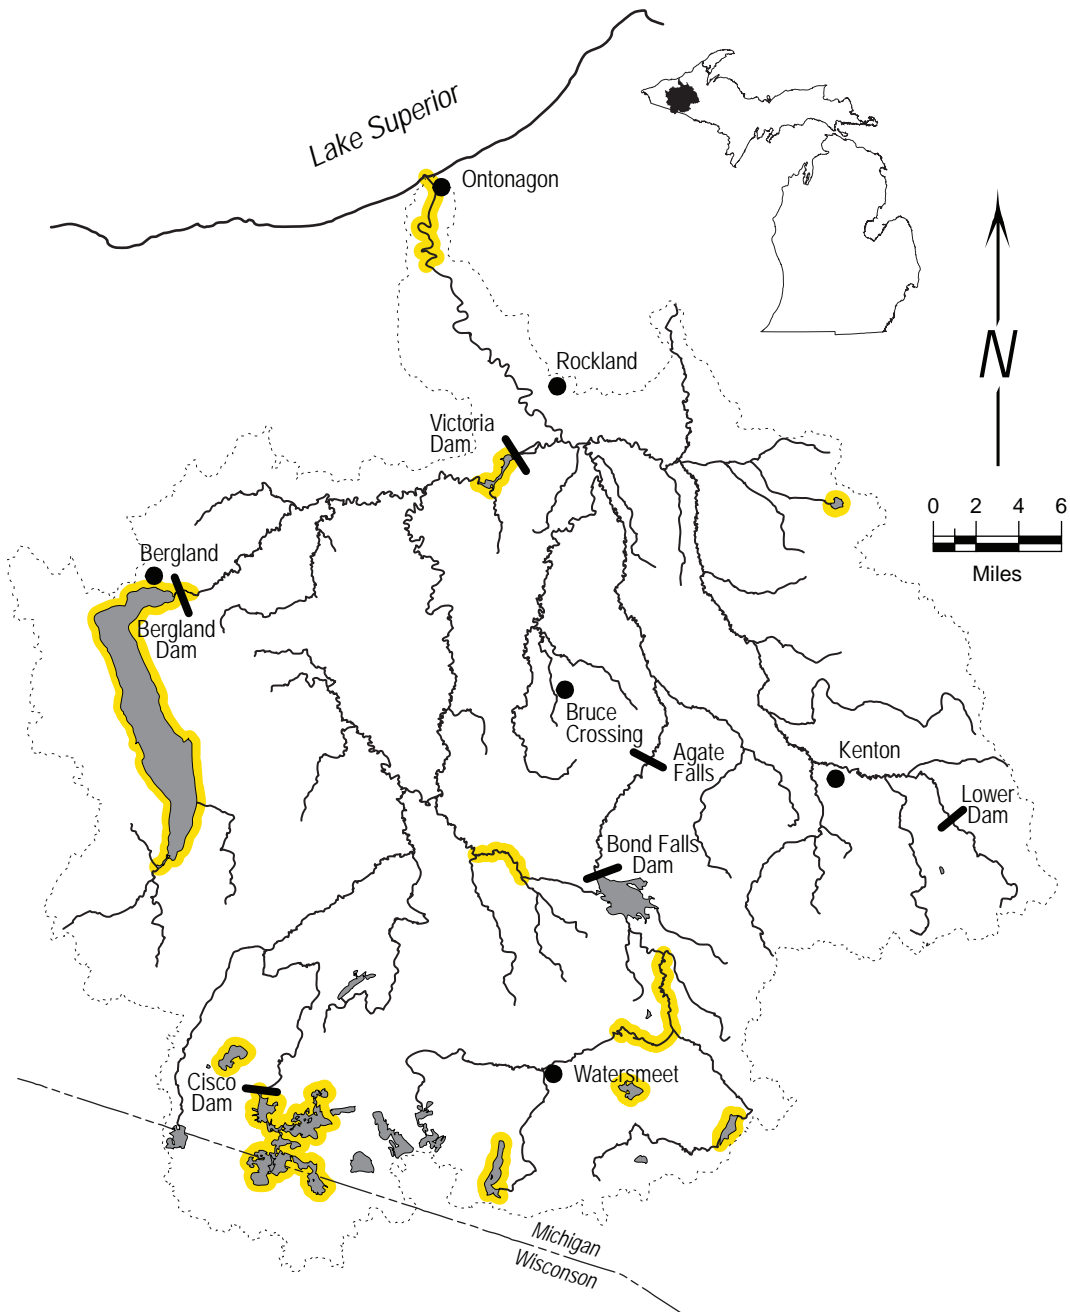 Lake Superior
Ontonagon
N
Rockland
Victoria
Dam
0 2 4 6
Miles
Bergland
Bergland
Dam
Bruce
Crossing
Agate
Falls
Kenton
Lower
Dam
Bond Falls
Dam
Cisco
Dam
Watersmeet
Michigan
Wisconson